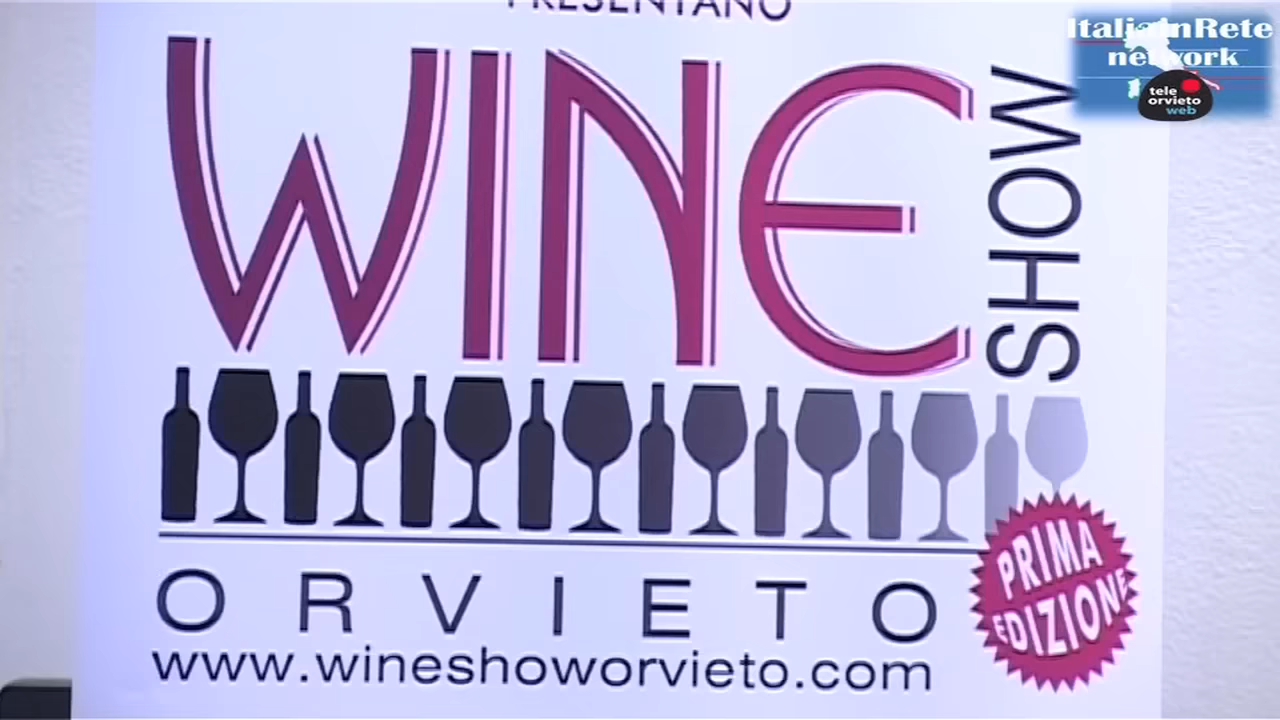 PRESENTANO
WINE
SHOW
ORVIETO
www.wineshoworvieto.com
PRIMA
EDIZIONE
ItaliaInRete
network
tele
orvieto
web